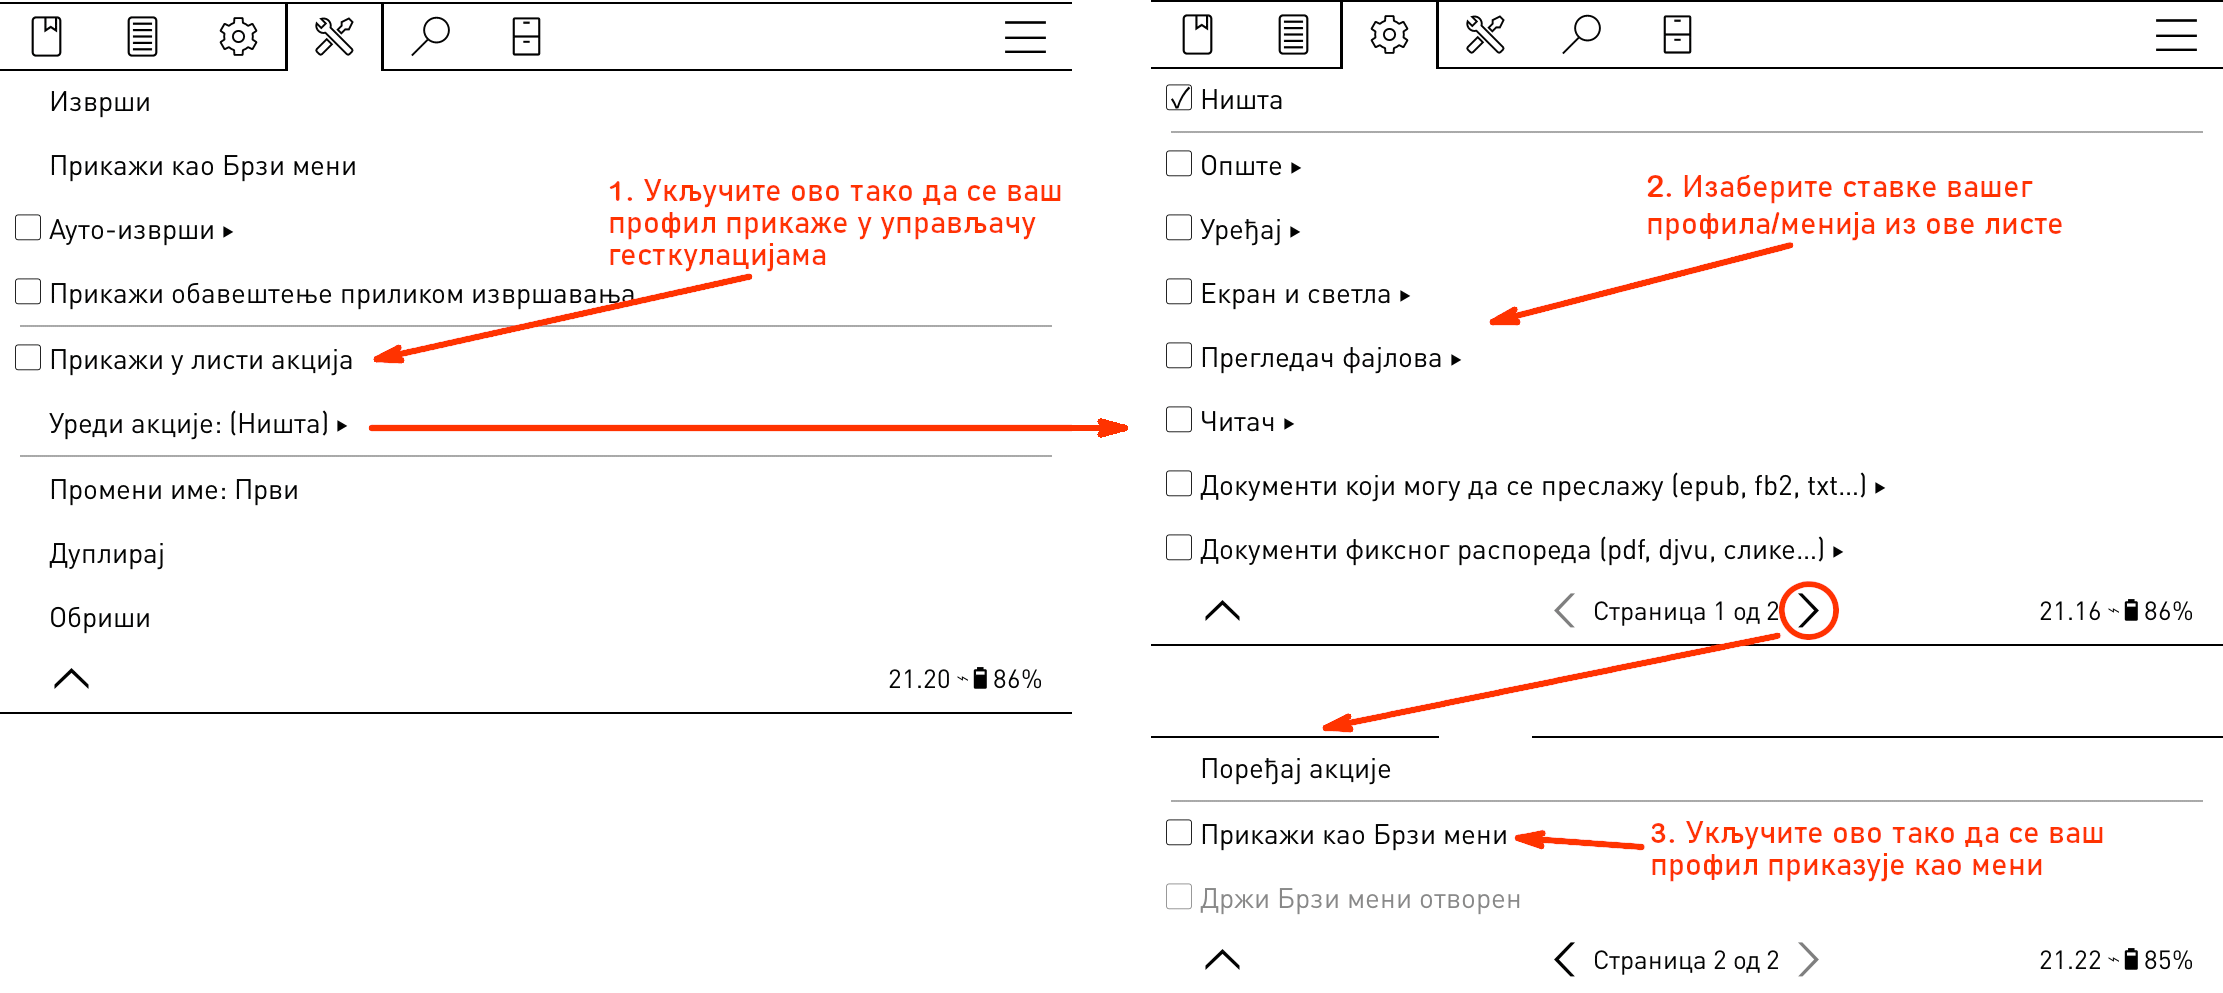 Изврши
Прикажи као Брзи мени
Ауто-изврши ▸
Прикажи обавештење приликом извршавања
Прикажи у листи акција
Уреди акције: (Ништа) ▸
Промени име: Први
Дуплирај
Обриши
21.20 86%
1. Укључите ово тако да се ваш
профил прикаже у управљачу
гесткулацијама
Ништа
Опште ▸
Уређај ▸
Екран и светла ▸
Прегледач фајлова ▸
Читач ▸
Документи који могу да се преслажу (epub, fb2, txt...) ▸
Документи фиксног распореда (pdf, djvu, слике...) ▸
Страница 1 од 2
21.16 86%
2. Изаберите ставке вашег
профила/менија из ове листе
Поређај акције
Прикажи као Брзи мени
Држи Брзи мени отворен
Страница 2 од 2
21.22 85%
3. Укључите ово тако да се ваш
профил приказује као мени